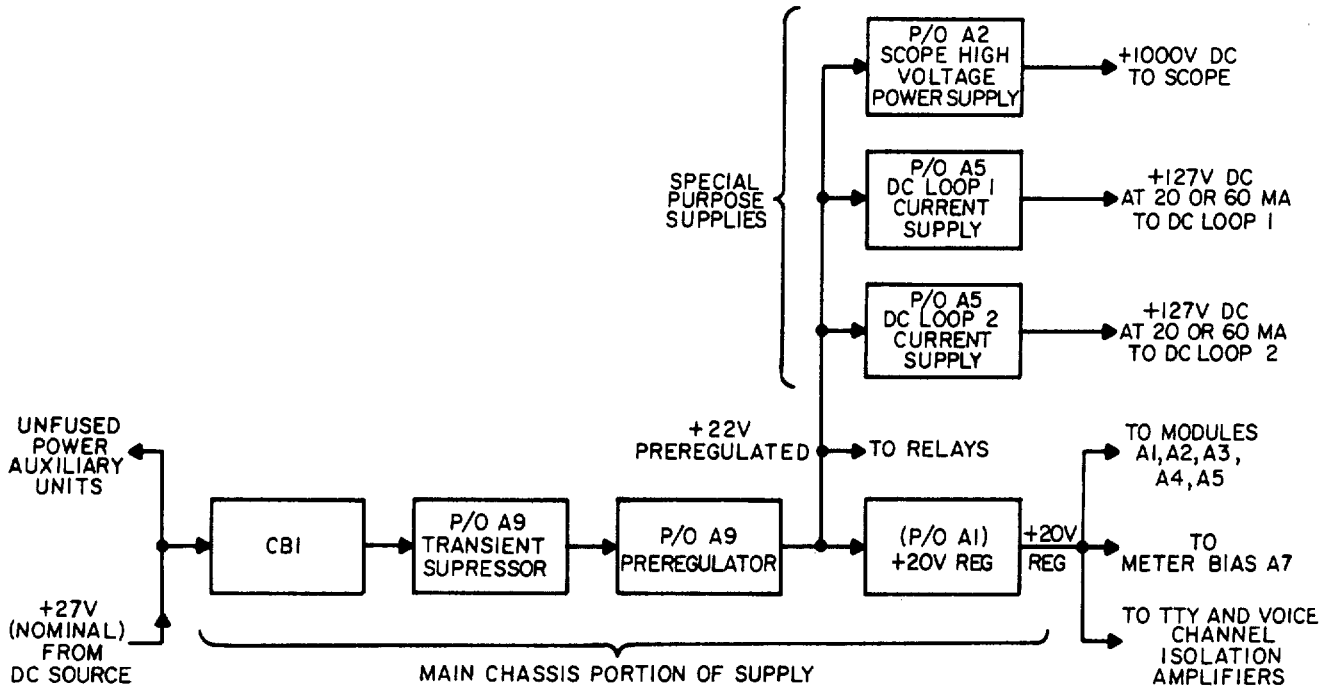 P/O A2
SCOPE HIGH
VOLTAGE
POWER SUPPLY
+1000V DC
TO SCOPE
SPECIAL
PURPOSE
SUPPLIES
P/O A5
DC LOOP 1
CURRENT
SUPPLY
+127V DC
AT 20 OR 60 MA
TO DC LOOP 1
P/O A5
DC LOOP 2
CURRENT
SUPPLY
+127V DC
AT 20 OR 60 MA
TO DC LOOP 2
UNFUSED
POWER
AUXILIARY
UNITS
+22V
PREREGULATED
TO RELAYS
TO MODULES
A1, A2, A3,
A4, A5
CB1
P/O A9
TRANSIENT
SUPRESSOR
P/O A9
PREREGULATOR
(P/O A1)
+20V REG
+20V
REG
TO
METER BIAS A7
+27V
(NOMINAL)
FROM
DC SOURCE
MAIN CHASSIS PORTION OF SUPPLY
TO TTY AND VOICE
CHANNEL
ISOLATION
AMPLIFIERS